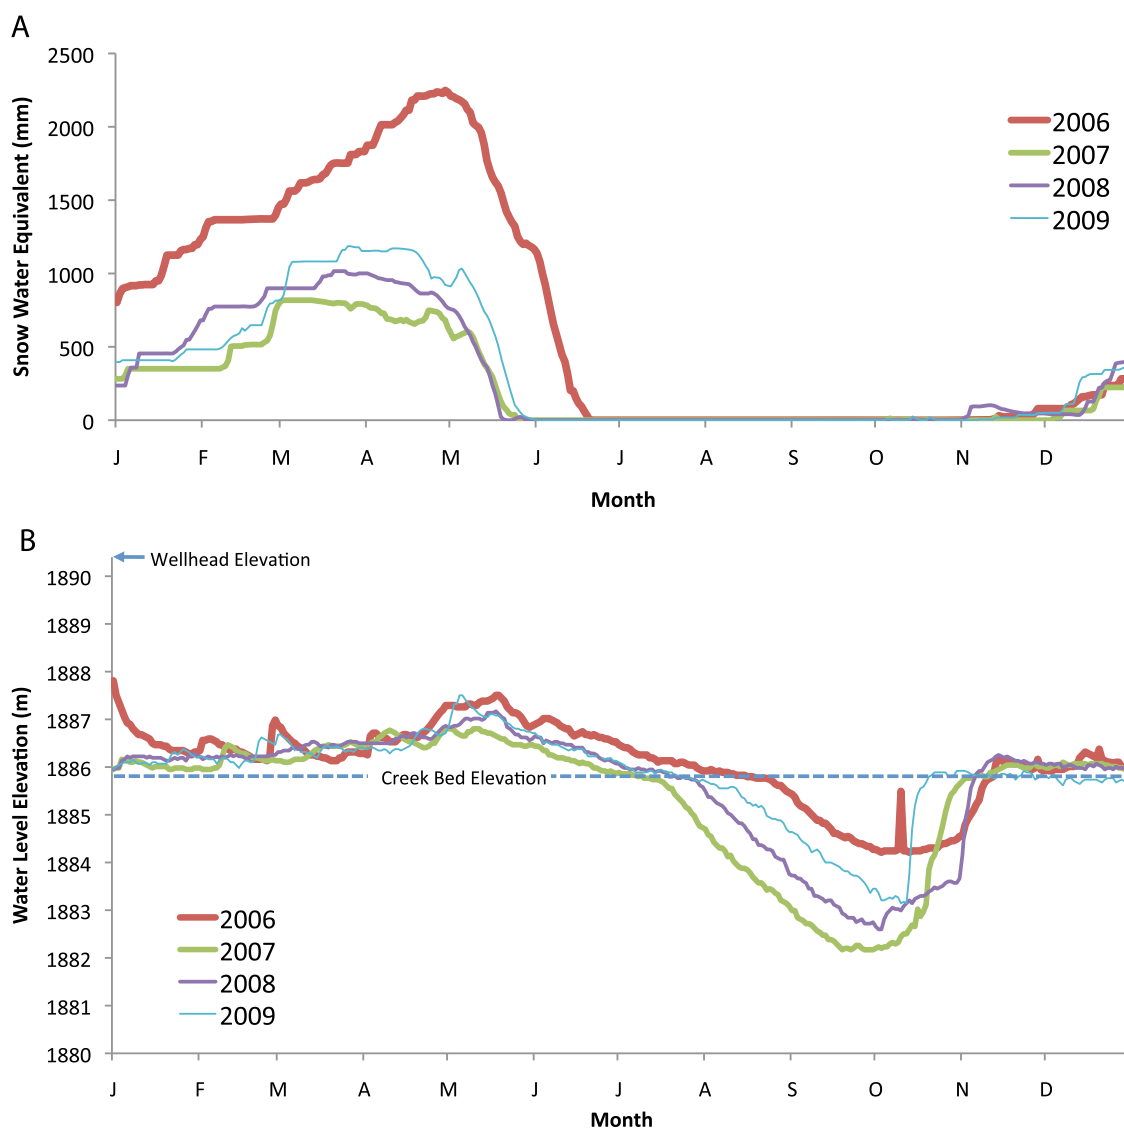 A
2500
2000
1500
1000
500
0
Snow Water Equivalent (mm)
2006
2007
2008
2009
J F M A M J J A S O N D
Month
B
Wellhead Elevation
1890
1889
1888
1887
1886
1885
1884
1883
1882
1881
1880
Water Level Elevation (m)
Creek Bed Elevation
2006
2007
2008
2009
J F M A M J J A S O N D
Month